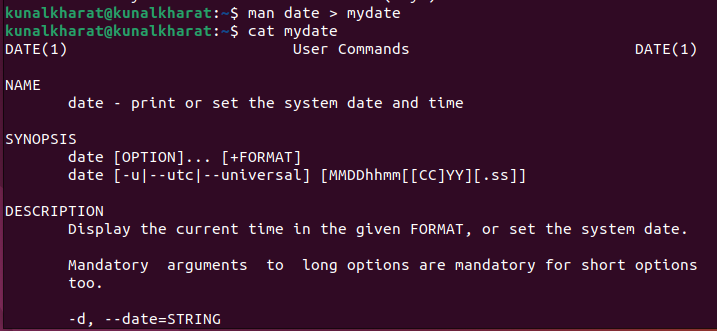 kunalkharat@kunalkharat:~$ man date > mydate
kunalkharat@kunalkharat:~$ cat mydate
DATE(1)                          User Commands                         DATE(1)

NAME
       date - print or set the system date and time

SYNOPSIS
       date [OPTION]... [+FORMAT]
       date [-u|--utc|--universal] [MMDDhhmm[[CC]YY][.ss]]

DESCRIPTION
       Display the current time in the given FORMAT, or set the system date.

       Mandatory  arguments  to  long options are mandatory for short options
       too.

       -d, --date=STRING